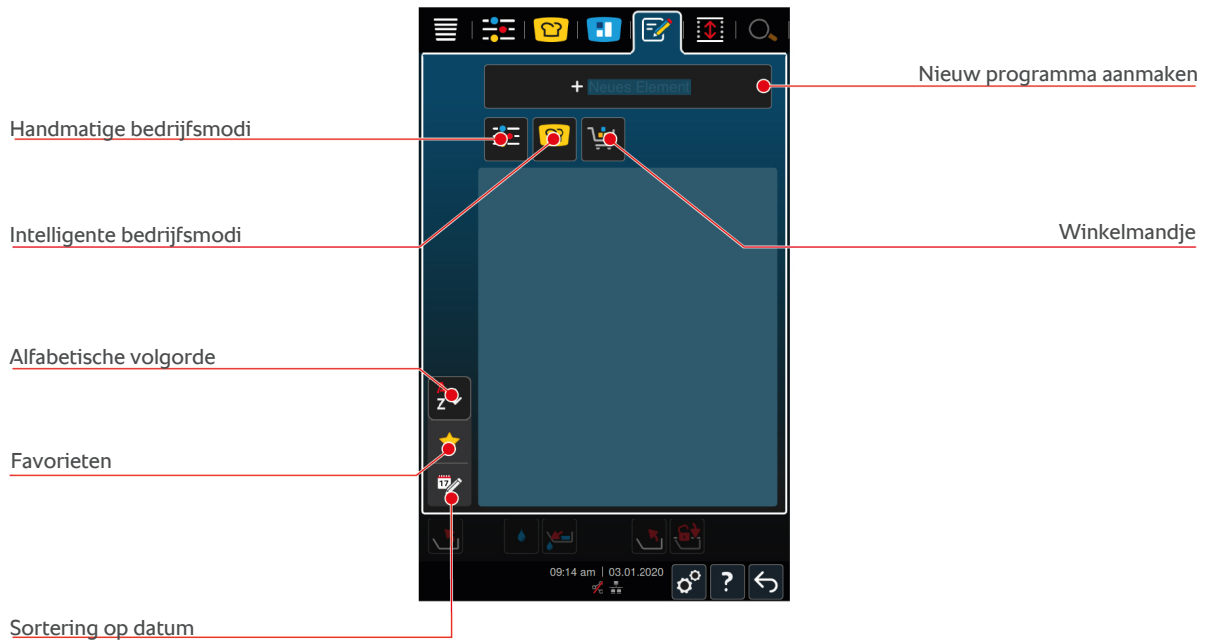 Nieuw programma aanmaken
+ Neues Element
Handmatige bedrijfsmodi
Intelligente bedrijfsmodi
Winkelmandje
Alfabetische volgorde
Z
Favorieten
17
09:14 am | 03.01.2020
?
Sortering op datum